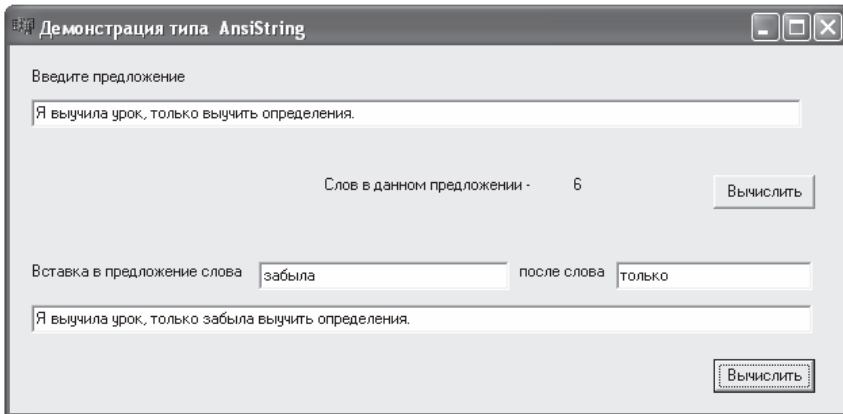 Демонстрация типа AnsiString
Введите предложение
Я выучила урок, только выучить определения.
Слов в данном предложении - 6
Вычислить
Вставка в предложение слова забыла после слова только
Я выучила урок, только забыла выучить определения.
Вычислить